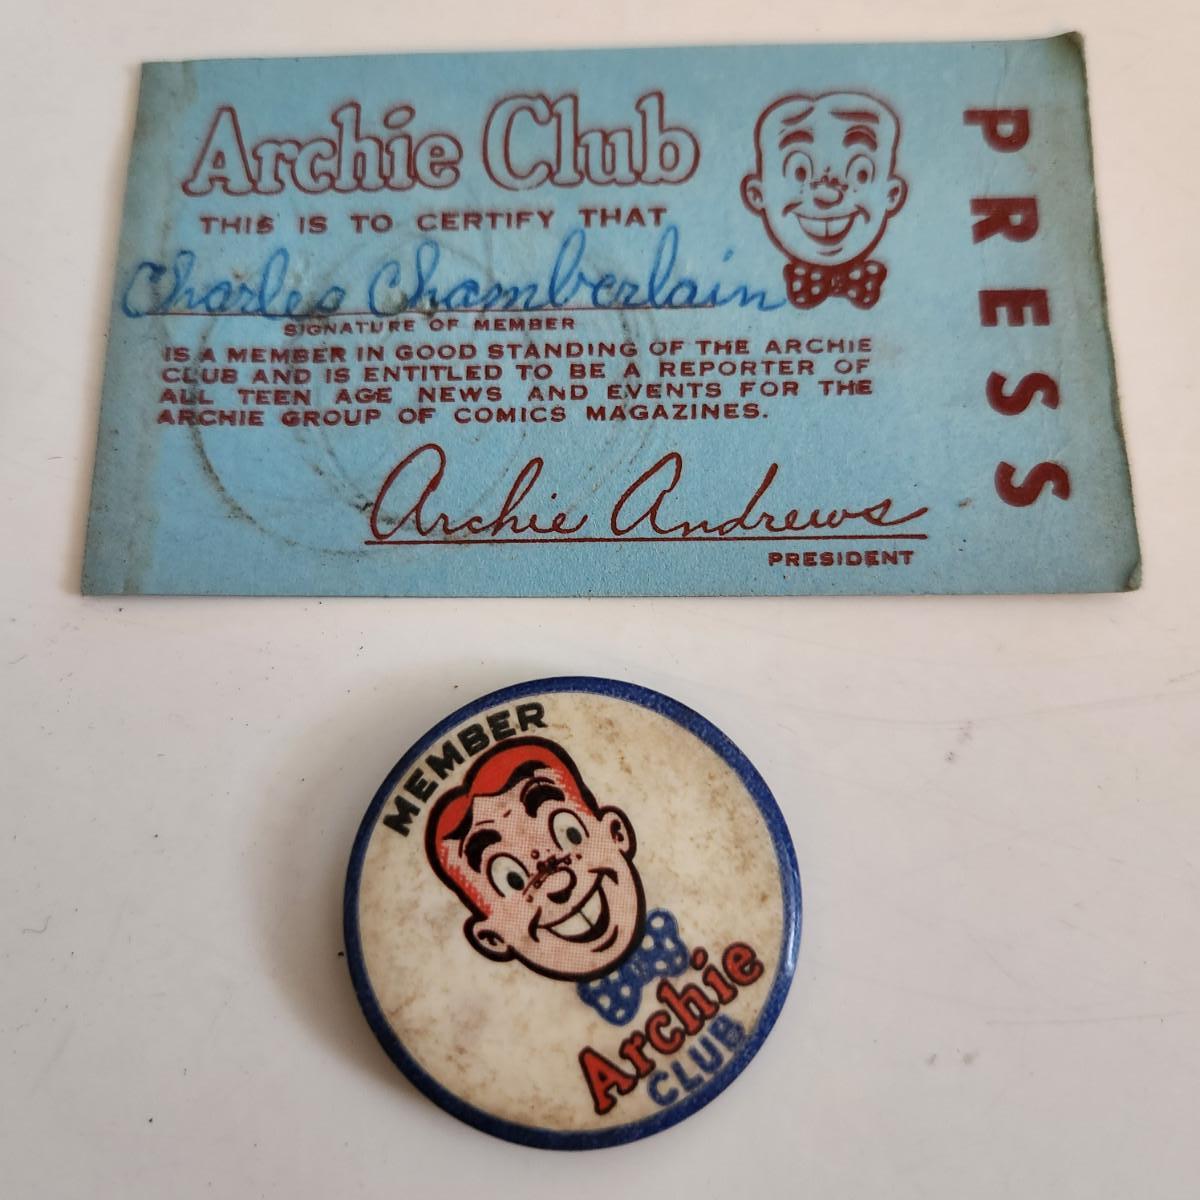 Archie Club
THIS IS TO CERTIFY THAT
Charles Chamberlain
SIGNATURE OF MEMBER
IS A MEMBER IN GOOD STANDING OF THE ARCHIE
CLUB AND IS ENTITLED TO BE A REPORTER OF
ALL TEEN AGE NEWS AND EVENTS FOR THE
ARCHIE GROUP OF COMICS MAGAZINES.
Archie Andrews
PRESIDENT
PRESS
MEMBER
Archie
CLUB